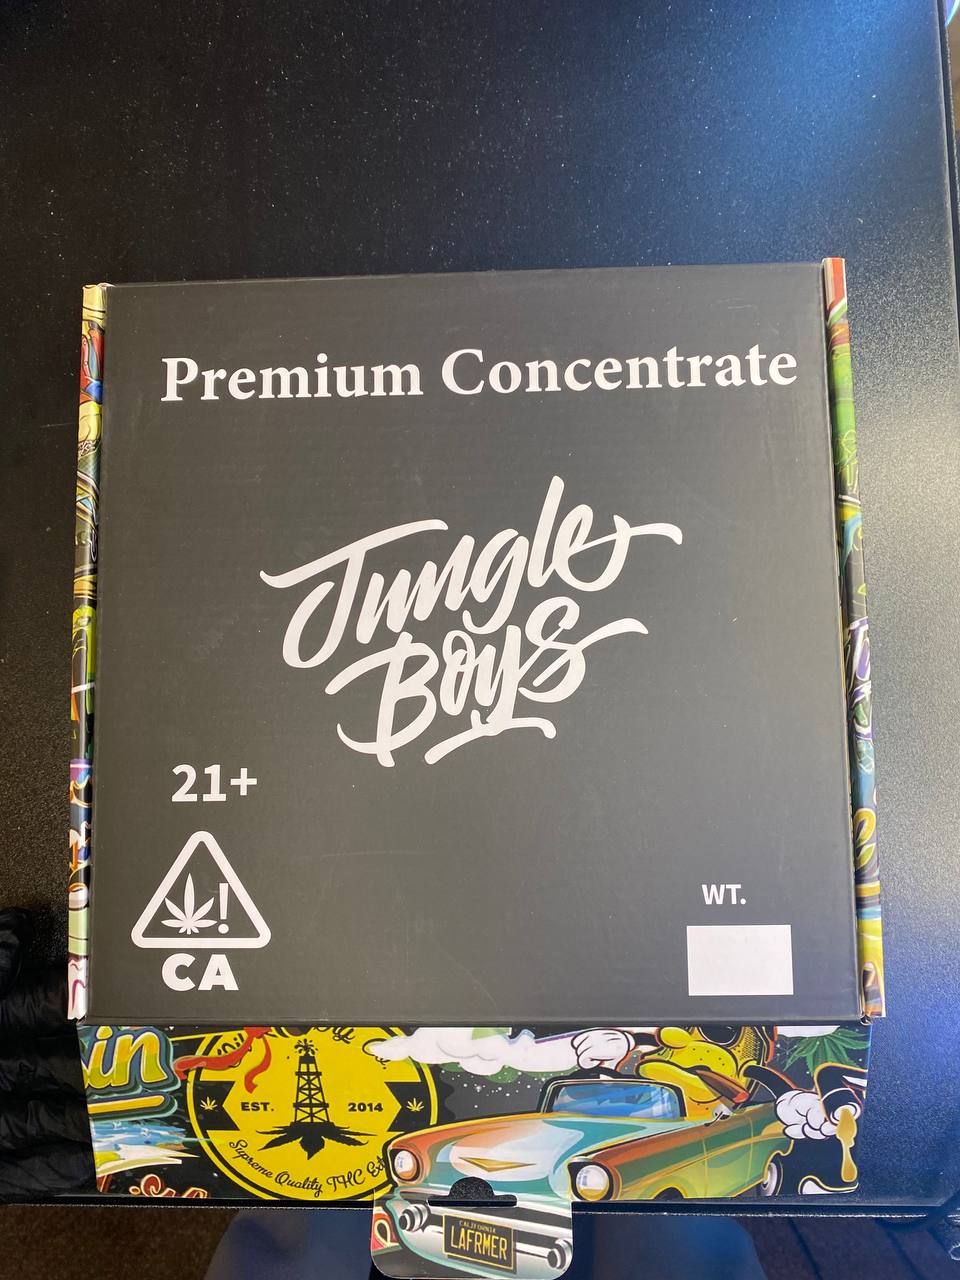 Premium Concentrate
Jungle
Boys
21+
!
CA
WT.
EST. 2014
Supreme Quality THC
CALIFORNIA
LAFRMER